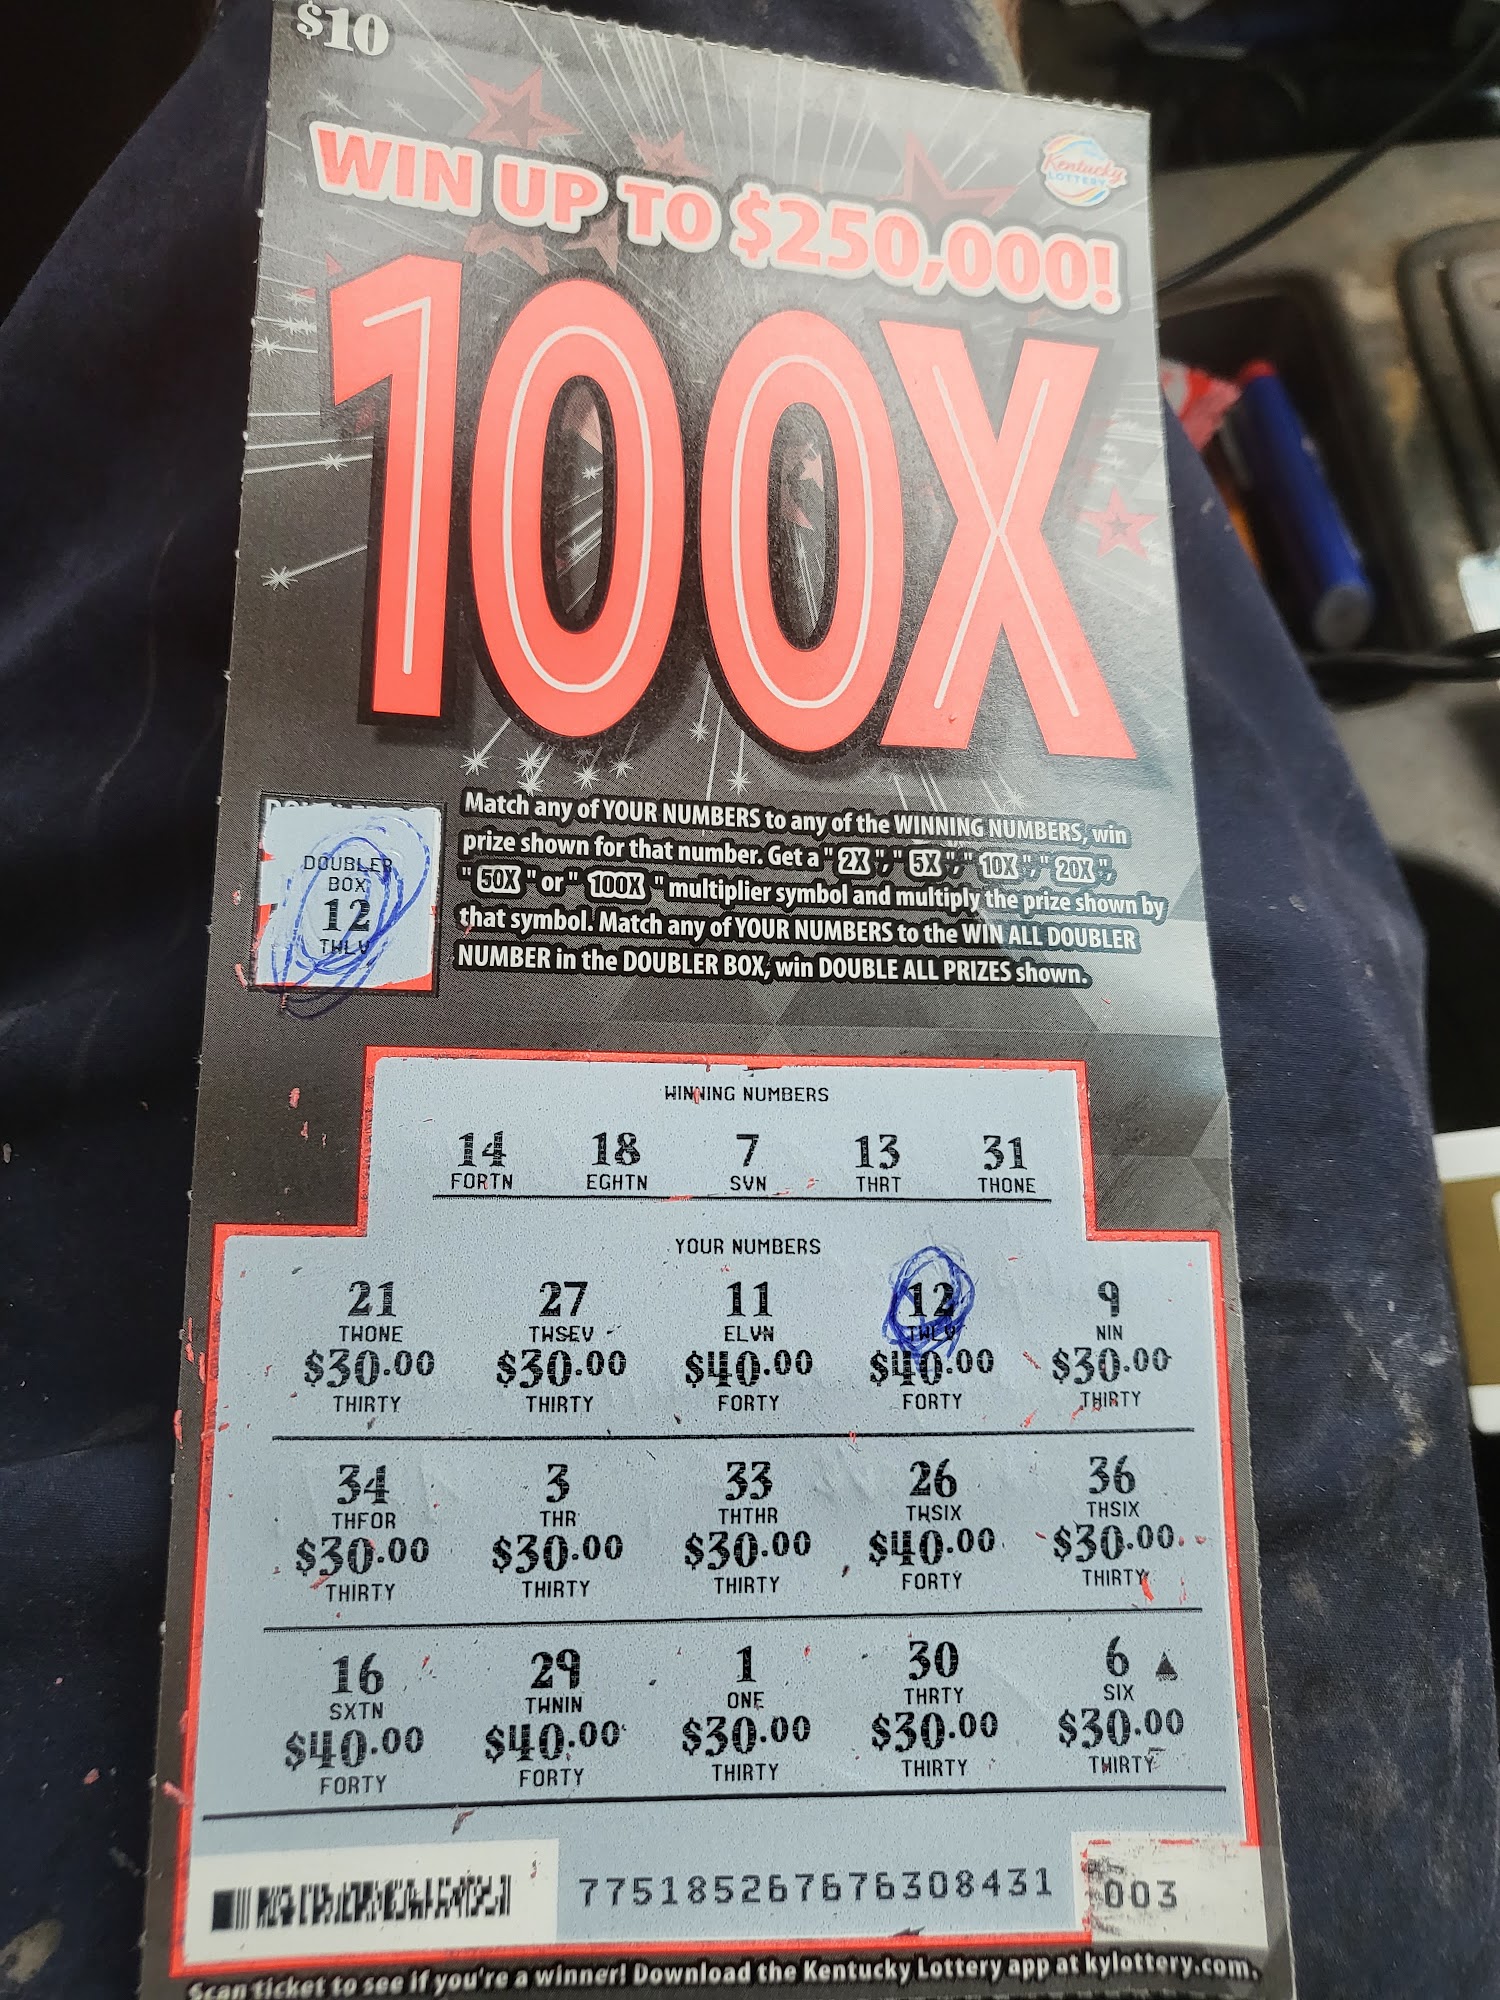 $10
Kentucky
LOTTERY
WIN UP TO $250,000!
100X
Match any of YOUR NUMBERS to any of the WINNING NUMBERS, win
prize shown for that number. Get a " 2X ", " 5X ", " 10X ", " 20X ",
" 50X " or " 100X " multiplier symbol and multiply the prize shown by
that symbol. Match any of YOUR NUMBERS to the WIN ALL DOUBLER
NUMBER in the DOUBLER BOX, win DOUBLE ALL PRIZES shown.
DOUBLER
BOX
12
TWLV
WINNING NUMBERS
14 18 7 13 31
FORTN EGHTN SVN THRT THONE
YOUR NUMBERS
21 27 11 12 9
TWONE TWSEV ELVN TWLV NIN
$30.00 $30.00 $40.00 $40.00 $30.00
THIRTY THIRTY FORTY FORTY THIRTY
34 3 33 26 36
THFOR THR THTHR TWSIX THSIX
$30.00 $30.00 $30.00 $40.00 $30.00
THIRTY THIRTY THIRTY FORTY THIRTY
16 29 1 30 6
SXTN TWNIN ONE THRTY SIX
$40.00 $40.00 $30.00 $30.00 $30.00
FORTY FORTY THIRTY THIRTY THIRTY
775185267676308431 003
Scan ticket to see if you're a winner! Download the Kentucky Lottery app at kylottery.com.